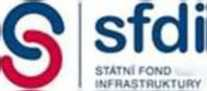 sfdi
STÁTNÍ FOND
INFRASTRUKTURY